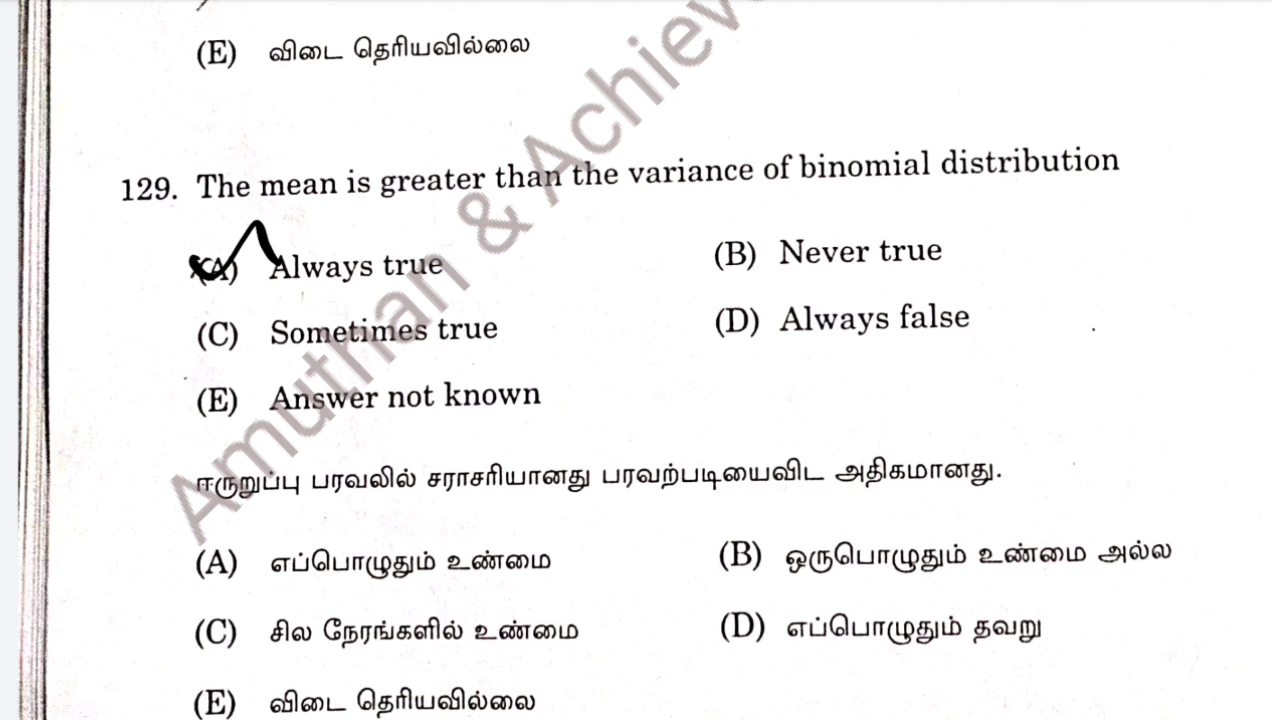 (E) விடை தெரியவில்லை
129. The mean is greater than the variance of binomial distribution
(A) Always true (B) Never true
(C) Sometimes true (D) Always false
(E) Answer not known
ஈருறுப்பு பரவலில் சராசரியானது பரவற்படியைவிட அதிகமானது.
(A) எப்பொழுதும் உண்மை (B) ஒருபொழுதும் உண்மை அல்ல
(C) சில நேரங்களில் உண்மை (D) எப்பொழுதும் தவறு
(E) விடை தெரியவில்லை
Amuthan & Achiev